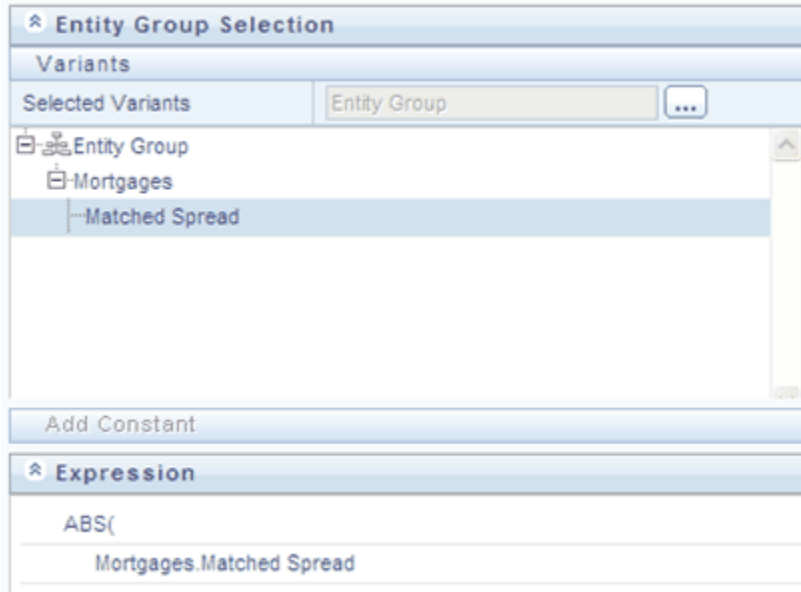 Entity Group Selection
Variants
Selected Variants Entity Group ...
Entity Group
Mortgages
Matched Spread
Add Constant
Expression
ABS(
Mortgages.Matched Spread